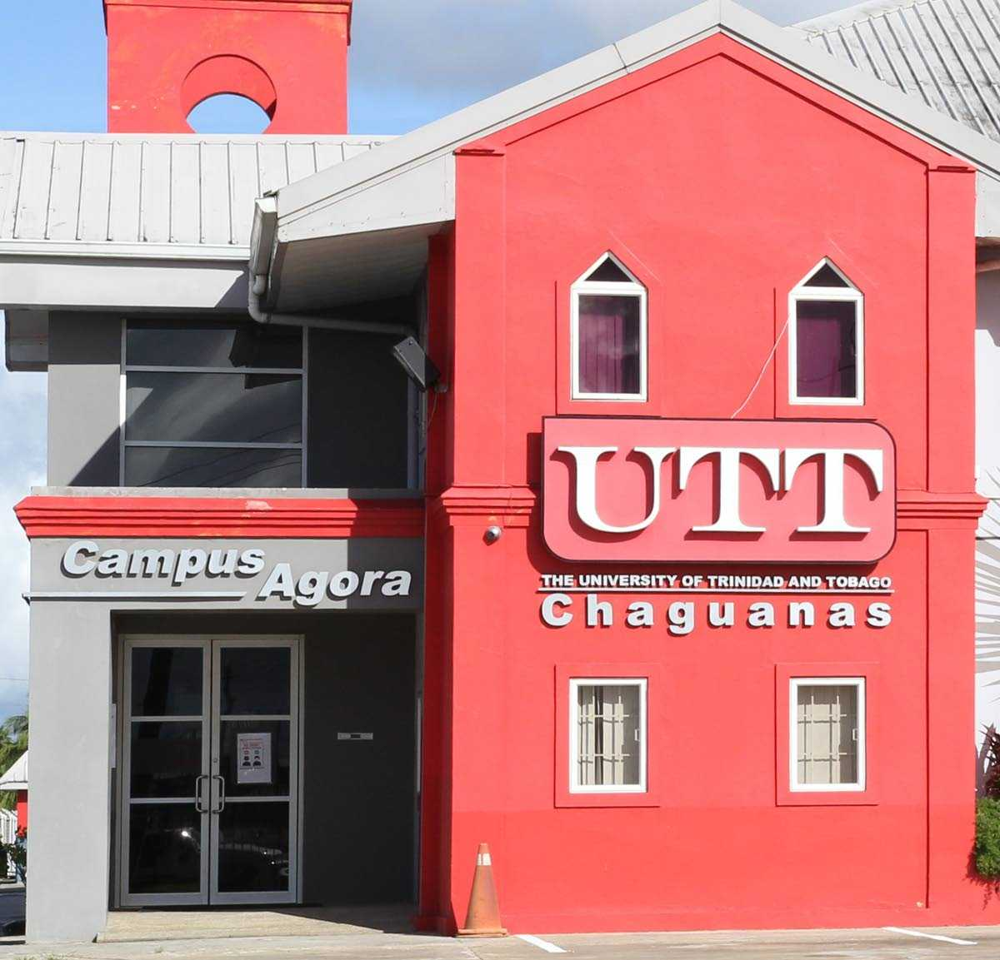 Campus
Agora
UTT
THE UNIVERSITY OF TRINIDAD AND TOBAGO
Chaguanas